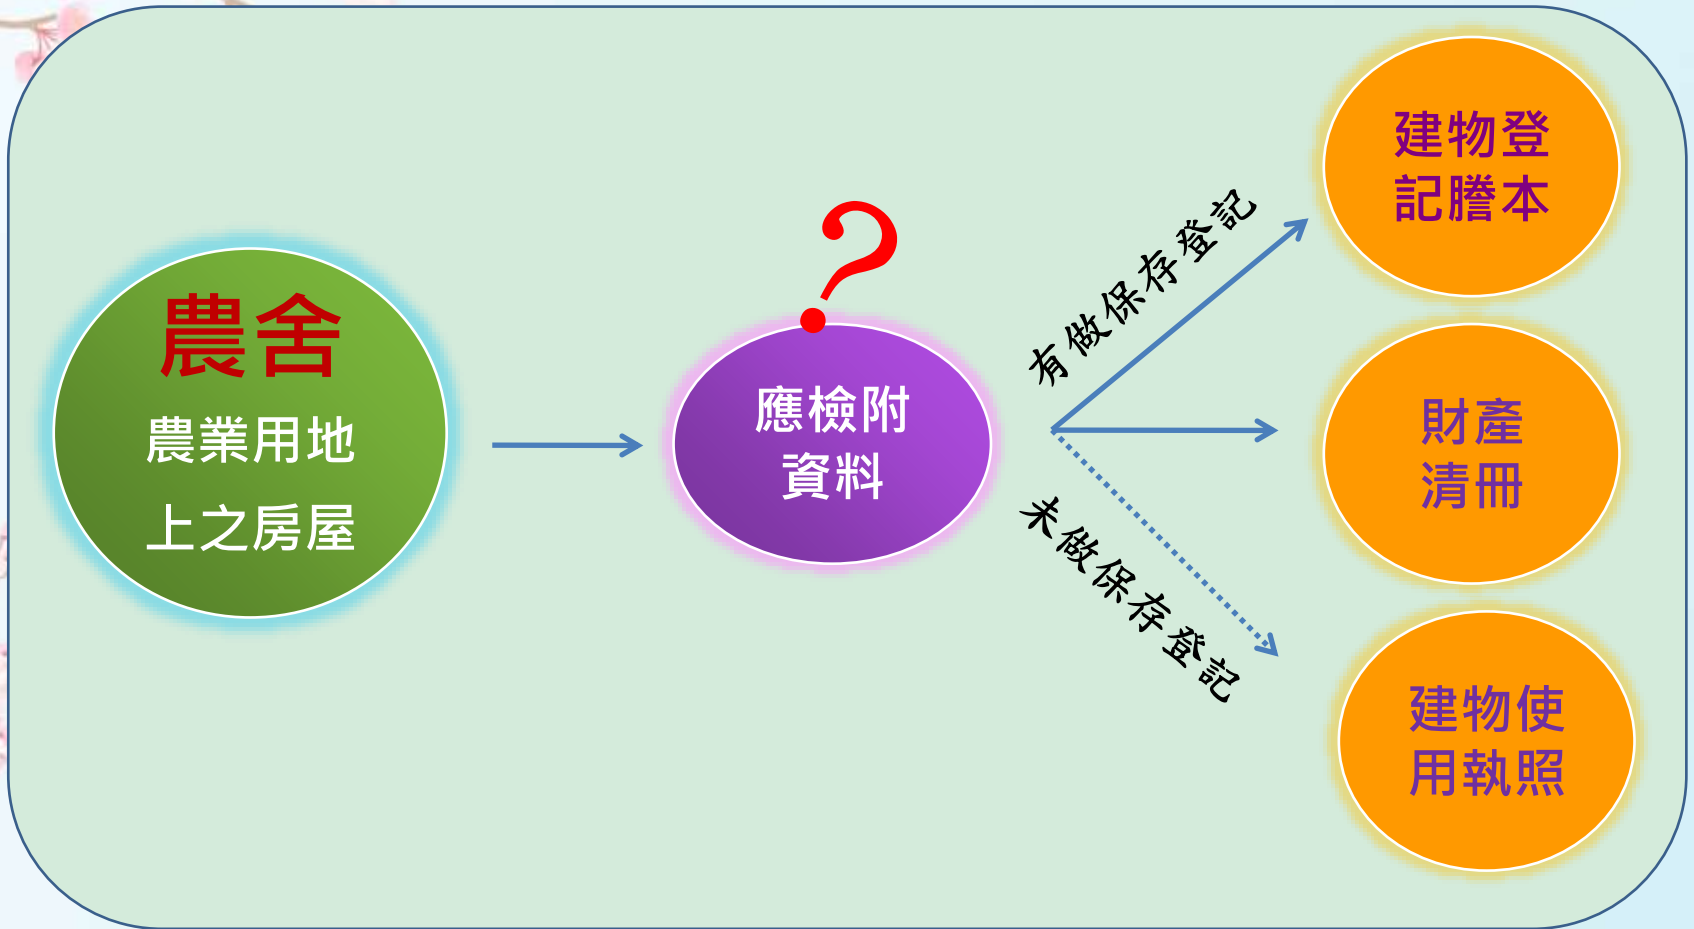 農舍
農業用地
上之房屋
?
應檢附
資料
有做保存登記
未做保存登記
建物登
記謄本
財產
清冊
建物使
用執照